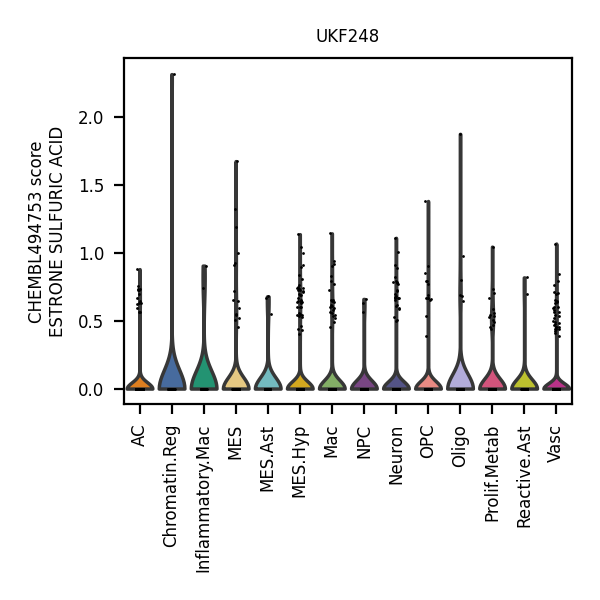 UKF248
CHEMBL494753 score
ESTRONE SULFURIC ACID
2.0
1.5
1.0
0.5
0.0
AC
Chromatin.Reg
Inflammatory.Mac
MES
MES.Ast
MES.Hyp
Mac
NPC
Neuron
OPC
Oligo
Prolif.Metab
Reactive.Ast
Vasc